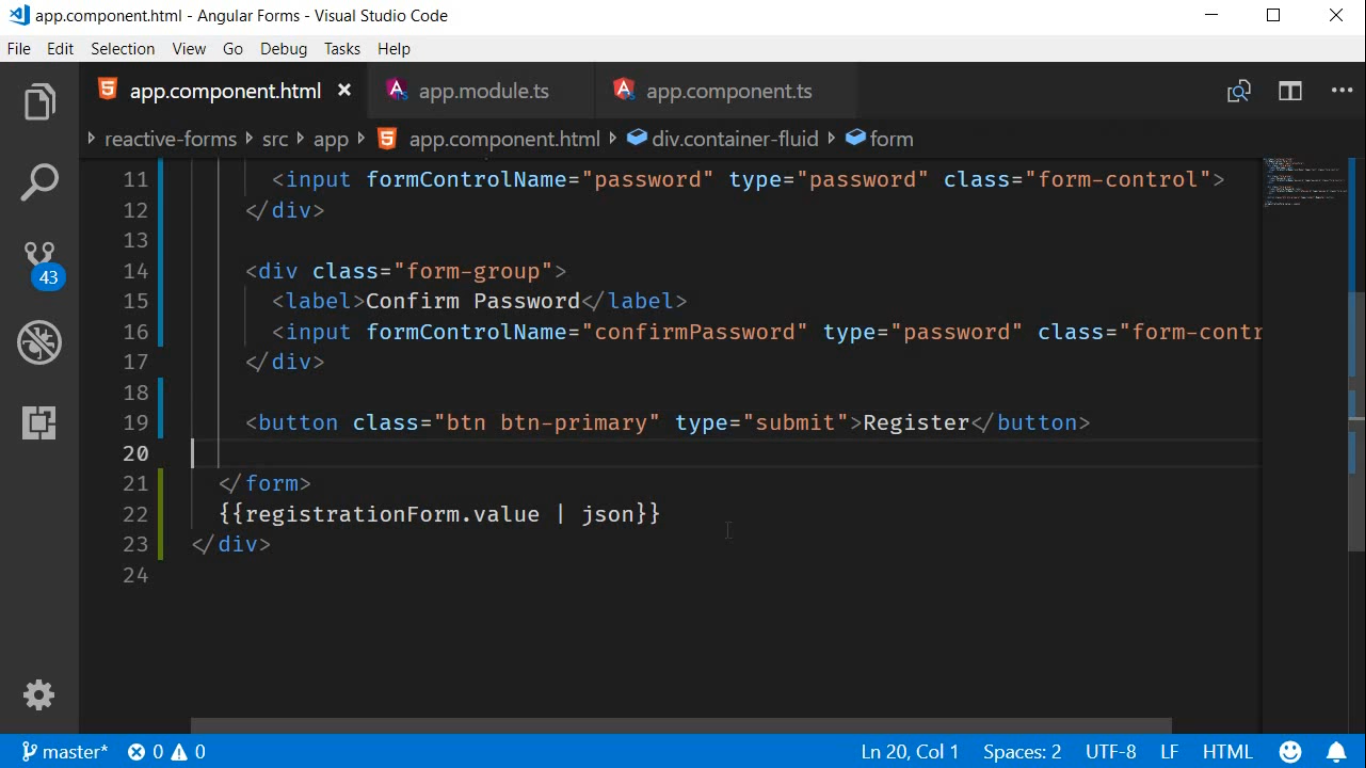 app.component.html - Angular Forms - Visual Studio Code
File Edit Selection View Go Debug Tasks Help
app.component.html app.module.ts app.component.ts
reactive-forms src app app.component.html div.container-fluid form
11 <input formControlName="password" type="password" class="form-control">
12 </div>
13
14 <div class="form-group">
15 <label>Confirm Password</label>
16 <input formControlName="confirmPassword" type="password" class="form-contr
17 </div>
18
19 <button class="btn btn-primary" type="submit">Register</button>
20
21 </form>
22 {{registrationForm.value | json}}
23 </div>
24
43
master* 0 0 Ln 20, Col 1 Spaces: 2 UTF-8 LF HTML